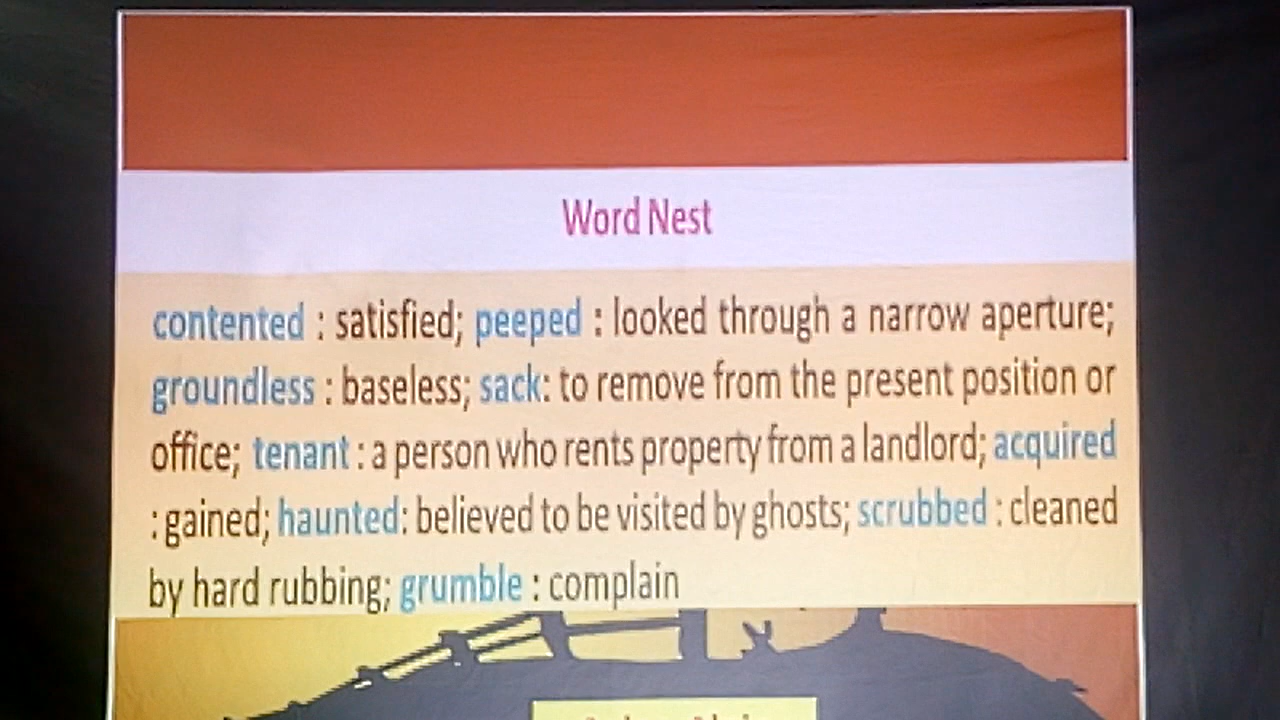 Word Nest
contented : satisfied; peeped : looked through a narrow aperture;
groundless : baseless; sack: to remove from the present position or
office; tenant : a person who rents property from a landlord; acquired
: gained; haunted: believed to be visited by ghosts; scrubbed : cleaned
by hard rubbing; grumble : complain